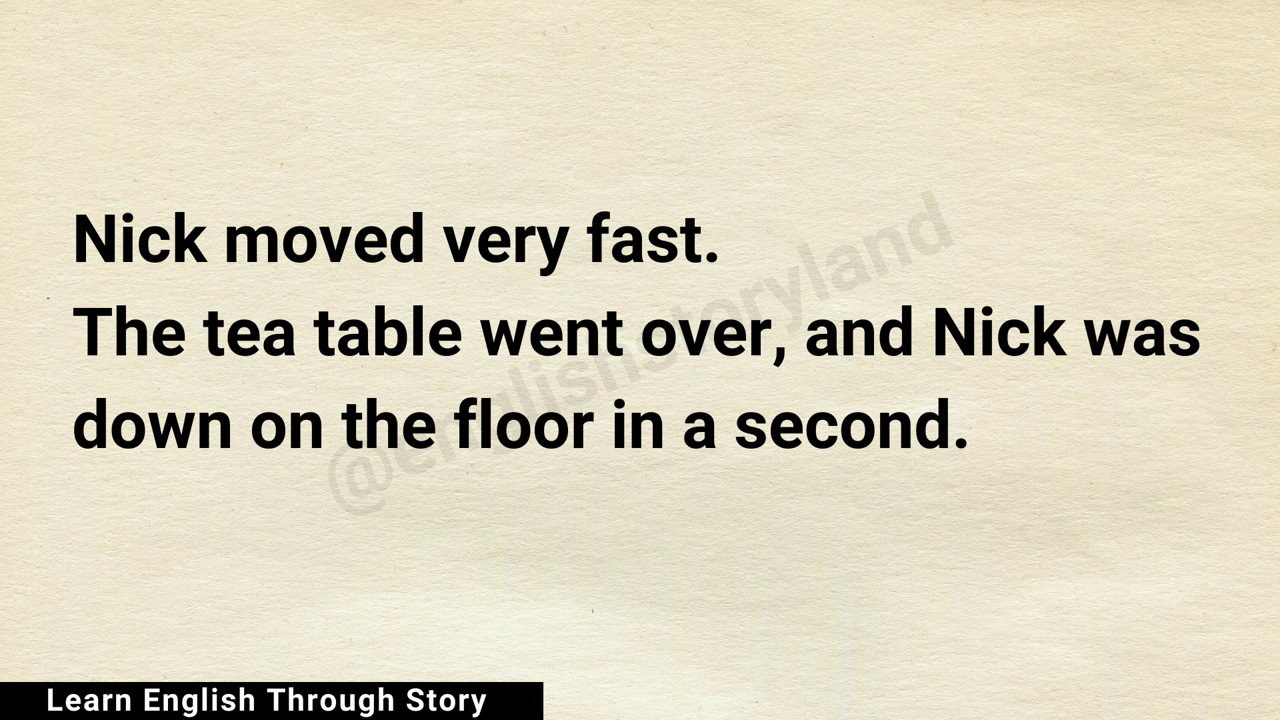 Nick moved very fast.
The tea table went over, and Nick was
down on the floor in a second.
@englishstoryland
Learn English Through Story